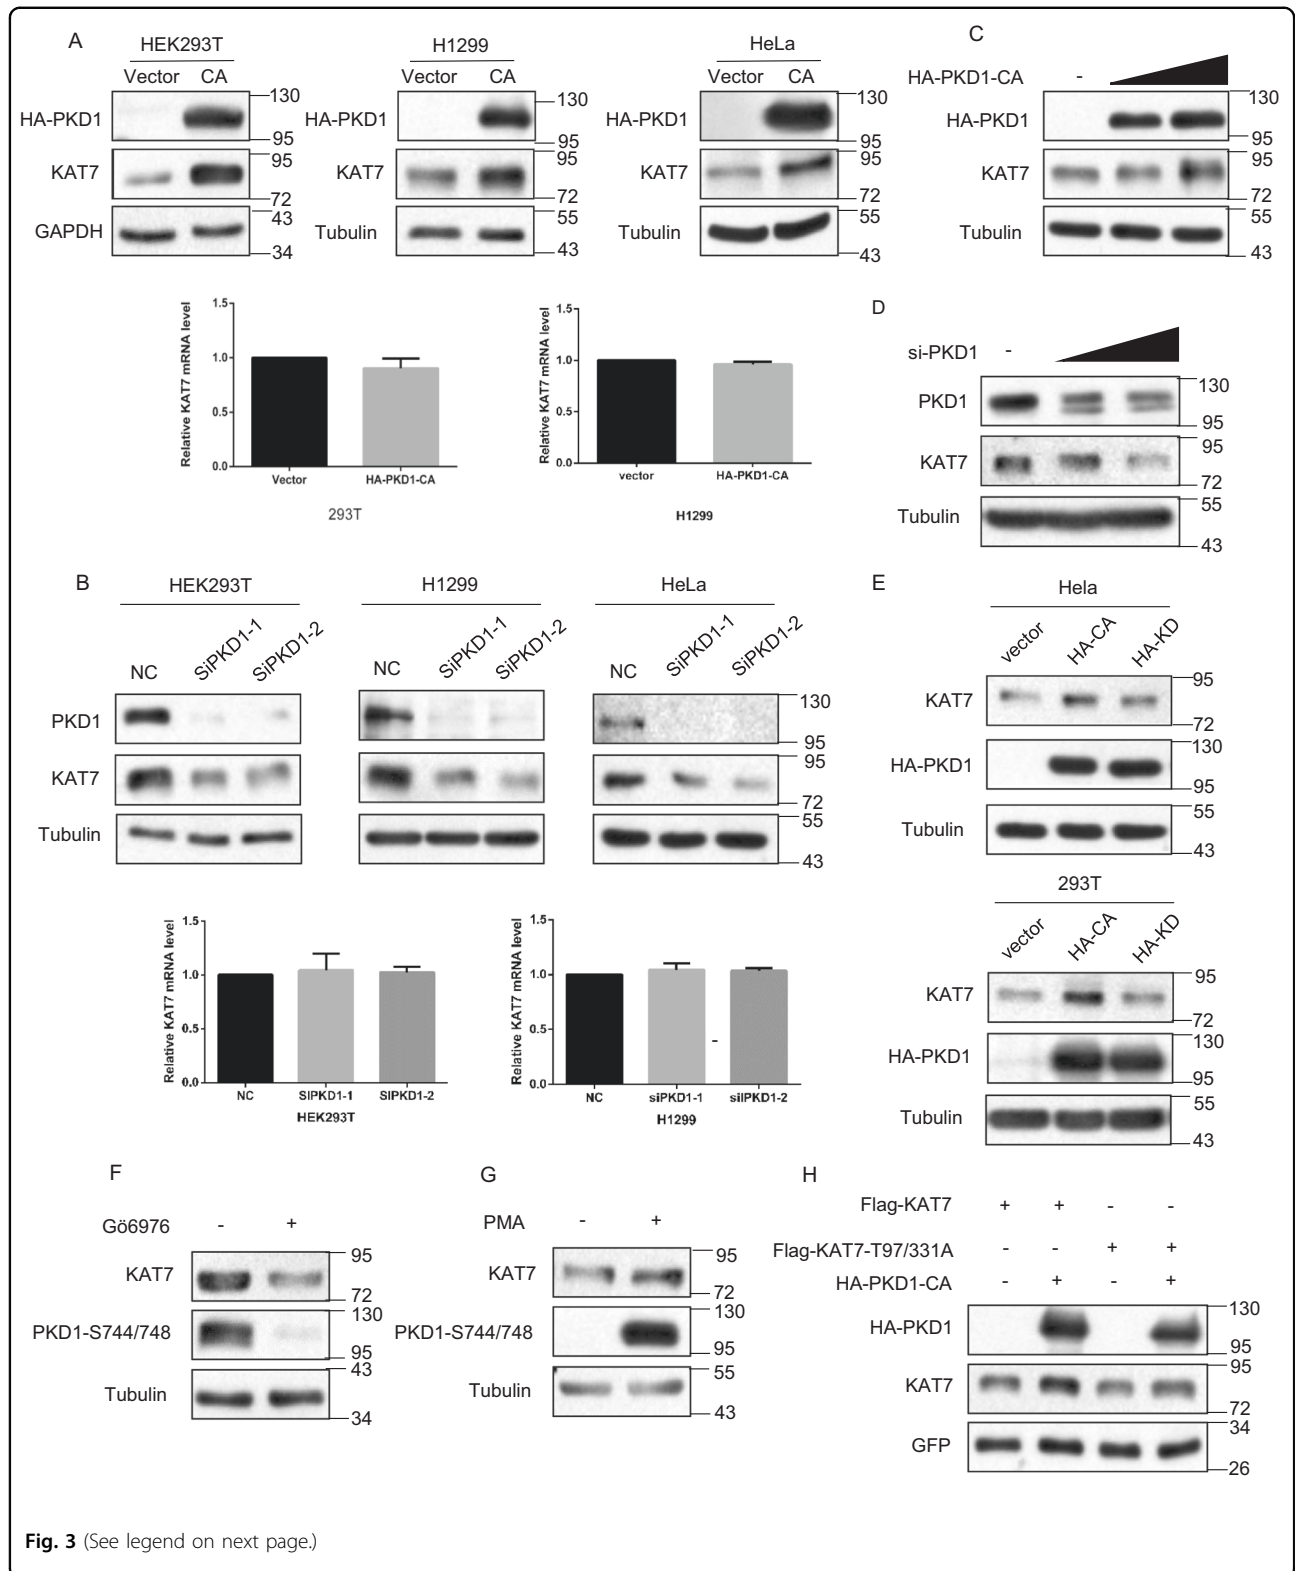 A
HEK293T
Vector CA
HA-PKD1
130
95
KAT7
95
72
GAPDH
43
34
H1299
Vector CA
HA-PKD1
130
95
KAT7
95
72
Tubulin
55
43
HeLa
Vector CA
HA-PKD1
130
95
KAT7
95
72
Tubulin
55
43
Relative KAT7 mRNA level
1.5
1.0
0.5
0.0
Vector HA-PKD1-CA
293T
Relative KAT7 mRNA level
1.5
1.0
0.5
0.0
vector HA-PKD1-CA
H1299
C
HA-PKD1-CA -
HA-PKD1
130
95
KAT7
95
72
Tubulin
55
43
D
si-PKD1 -
PKD1
130
95
KAT7
95
72
Tubulin
55
43
B
HEK293T
NC SiPKD1-1 SiPKD1-2
H1299
NC SiPKD1-1 SiPKD1-2
HeLa
NC SiPKD1-1 SiPKD1-2
PKD1
130
95
KAT7
95
72
Tubulin
55
43
Relative KAT7 mRNA level
1.5
1.0
0.5
0.0
NC SIPKD1-1 SIPKD1-2
HEK293T
Relative KAT7 mRNA level
1.5
1.0
0.5
0.0
-
NC siPKD1-1 siIPKD1-2
H1299
E
Hela
vector HA-CA HA-KD
KAT7
95
72
HA-PKD1
130
95
Tubulin
55
43
293T
vector HA-CA HA-KD
KAT7
95
72
HA-PKD1
130
95
Tubulin
55
43
F
Gö6976 - +
KAT7
95
72
PKD1-S744/748
130
95
Tubulin
43
34
G
PMA - +
KAT7
95
72
PKD1-S744/748
130
95
Tubulin
55
43
H
Flag-KAT7 + + - -
Flag-KAT7-T97/331A - - + +
HA-PKD1-CA - + - +
HA-PKD1
130
95
KAT7
95
72
GFP
34
26
Fig. 3 (See legend on next page.)